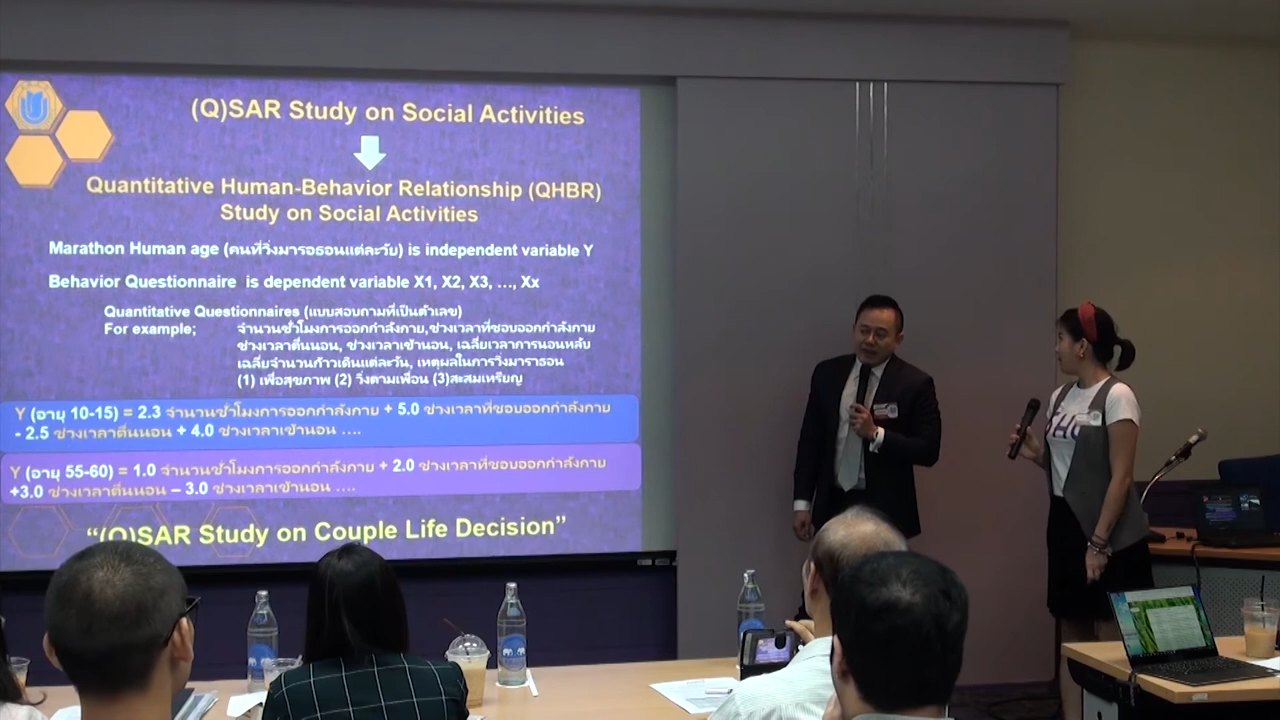 (Q)SAR Study on Social Activities
Quantitative Human-Behavior Relationship (QHBR)
Study on Social Activities
Marathon Human age (คนที่วิ่งมารอธอนแต่ละวัย) is independent variable Y
Behavior Questionnaire is dependent variable X1, X2, X3, …, Xx
Quantitative Questionnaires (แบบสอบถามที่เป็นตัวเลข)
For example; จำนวนชั่วโมงการออกกำลังกาย,ช่วงเวลาที่ชอบออกกำลังกาย
ช่วงเวลาตื่นนอน, ช่วงเวลาเข้านอน, เฉลี่ยเวลาการนอนหลับ
เฉลี่ยจำนวนก้าวเดินแต่ละวัน, เหตุผลในการวิ่งมาราธอน
(1) เพื่อสุขภาพ (2) วิ่งตามเพื่อน (3)สะสมเหรียญ
Y (อายุ 10-15) = 2.3 จำนวนชั่วโมงการออกกำลังกาย + 5.0 ช่วงเวลาที่ชอบออกกำลังกาย
- 2.5 ช่วงเวลาตื่นนอน + 4.0 ช่วงเวลาเข้านอน ….
Y (อายุ 55-60) = 1.0 จำนวนชั่วโมงการออกกำลังกาย + 2.0 ช่วงเวลาที่ชอบออกกำลังกาย
+3.0 ช่วงเวลาตื่นนอน – 3.0 ช่วงเวลาเข้านอน ….
“(Q)SAR Study on Couple Life Decision”